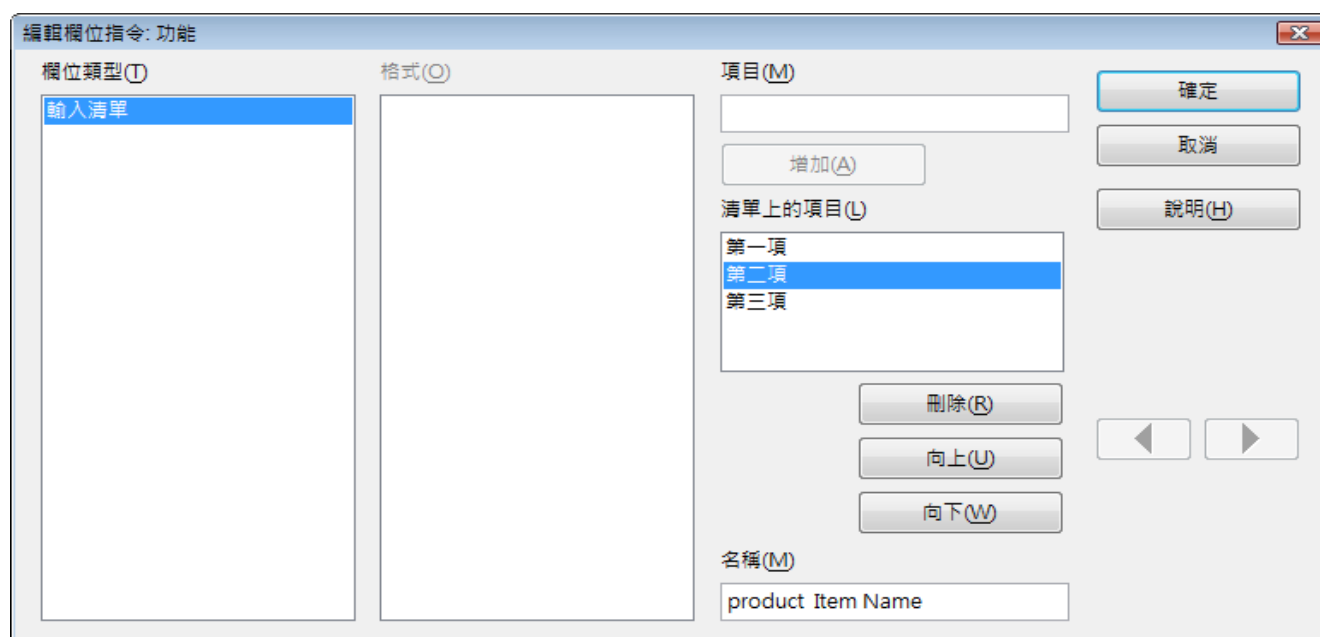 編輯欄位指令: 功能
欄位類型(T)
輸入清單
格式(O)
項目(M)
增加(A)
清單上的項目(L)
第一項
第二項
第三項
刪除(R)
向上(U)
向下(W)
名稱(M)
product Item Name
確定
取消
說明(H)